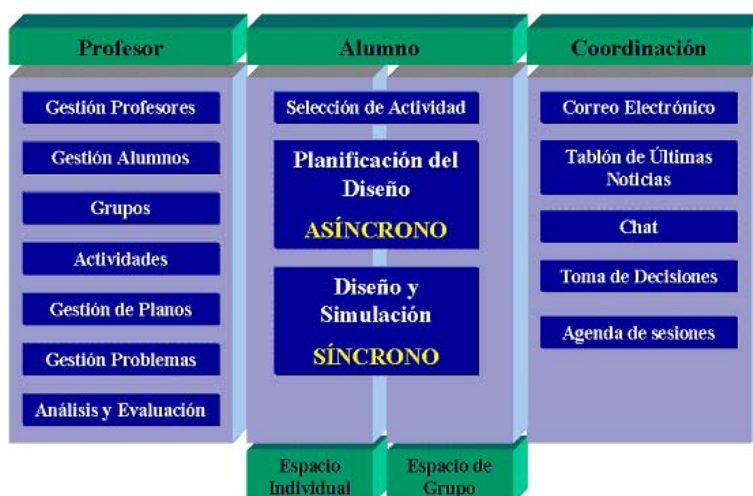 Profesor
Gestión Profesores
Gestión Alumnos
Grupos
Actividades
Gestión de Planos
Gestión Problemas
Análisis y Evaluación
Alumno
Selección de Actividad
Planificación del
Diseño
ASÍNCRONO
Diseño y
Simulación
SÍNCRONO
Espacio
Individual
Espacio de
Grupo
Coordinación
Correo Electrónico
Tablón de Últimas
Noticias
Chat
Toma de Decisiones
Agenda de sesiones